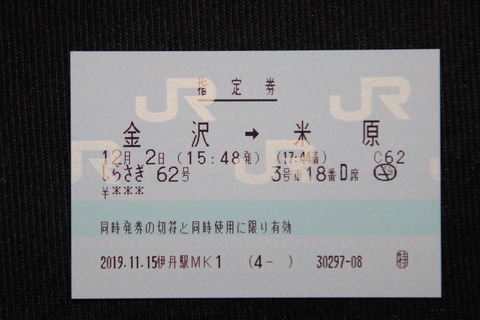 指定券
金沢 → 米原
12月 2日 (15:48発) (17:44着) C62
しらさぎ 62号 3号車18番D席
¥***
同時発券の切符と同時使用に限り有効
2019.11.15伊丹駅MK1 (4- ) 30297-08